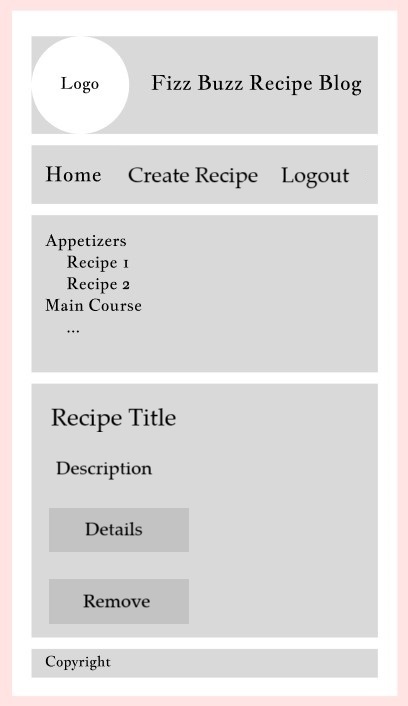 Logo
Fizz Buzz Recipe Blog
Home Create Recipe Logout
Appetizers
Recipe 1
Recipe 2
Main Course
...
Recipe Title
Description
Details
Remove
Copyright